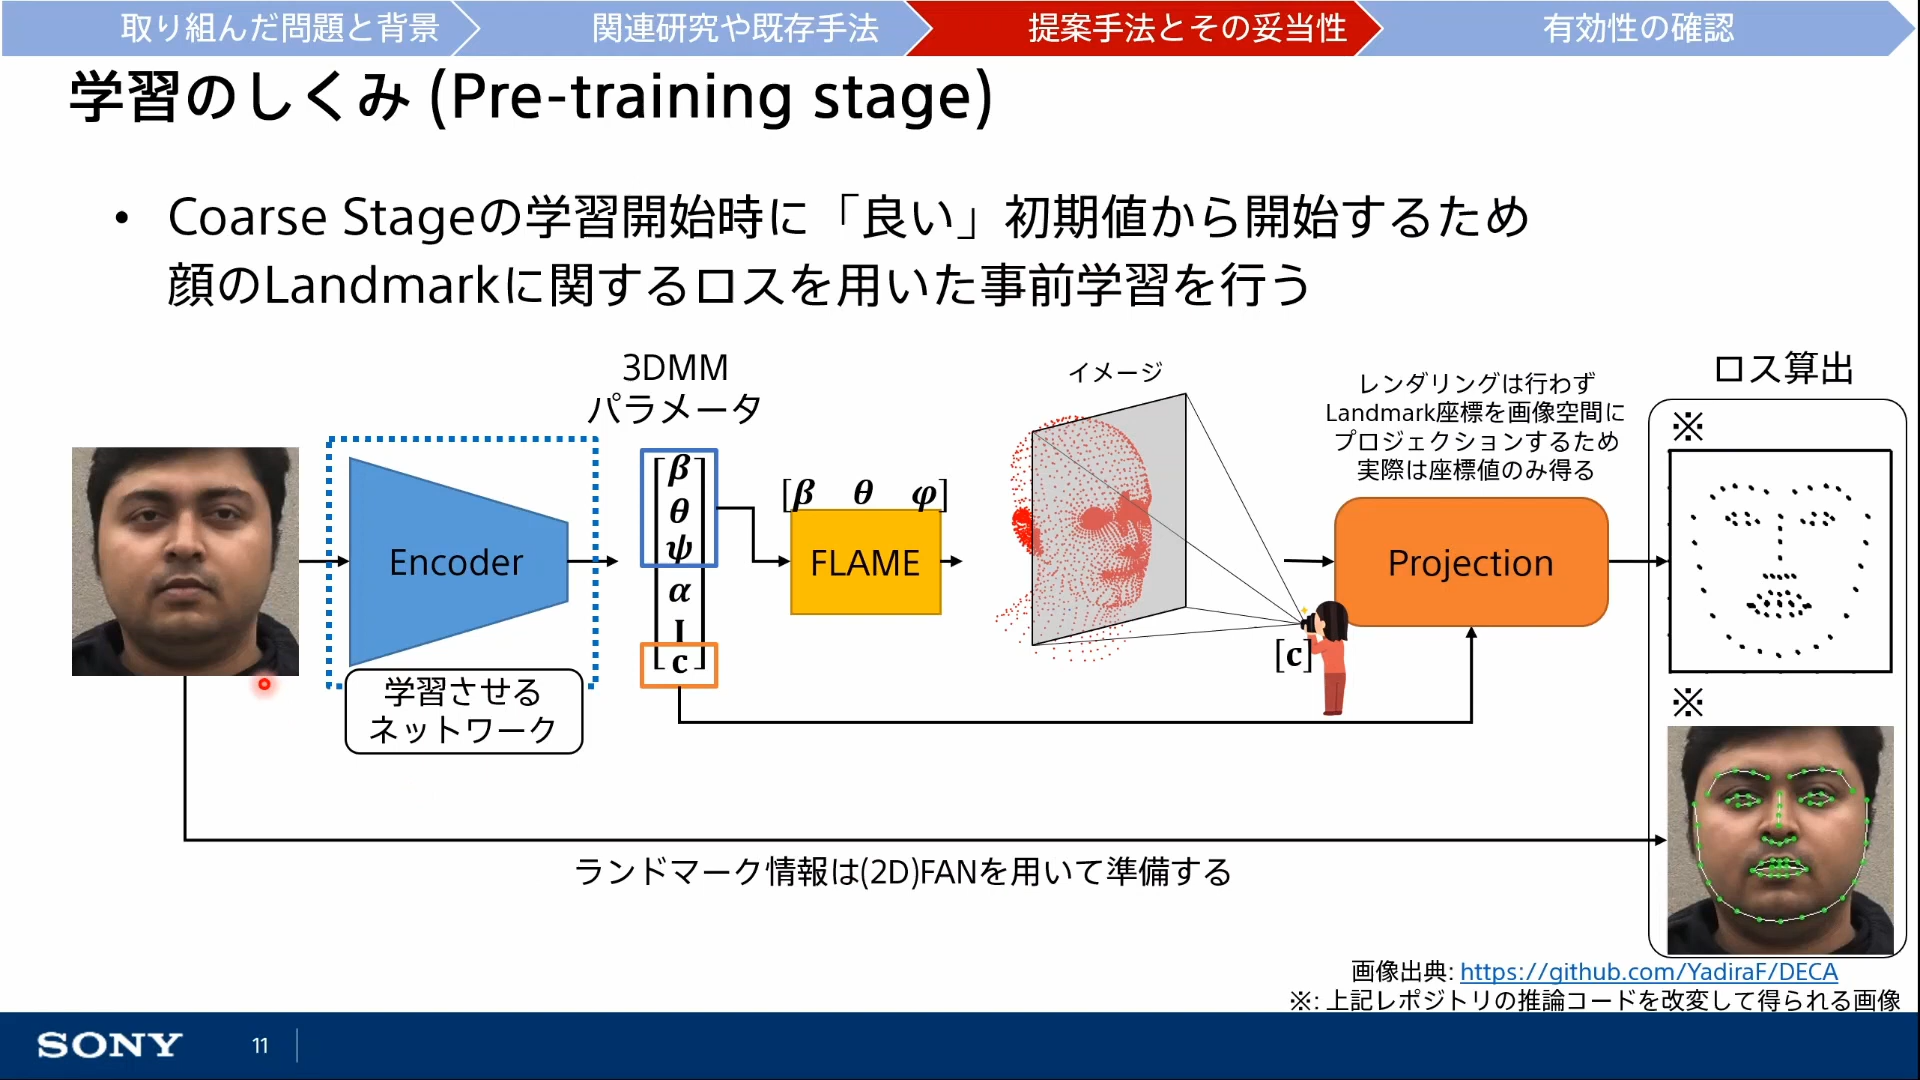 取り組んだ問題と背景
関連研究や既存手法
提案手法とその妥当性
有効性の確認
学習のしくみ (Pre-training stage)
• Coarse Stageの学習開始時に「良い」初期値から開始するため
顔のLandmarkに関するロスを用いた事前学習を行う
3DMM
パラメータ
イメージ
レンダリングは行わず
Landmark座標を画像空間に
プロジェクションするため
実際は座標値のみ得る
ロス算出
※
Encoder
学習させる
ネットワーク
β
θ
ψ
α
I
c
[β θ φ]
FLAME
[c]
Projection
※
ランドマーク情報は(2D)FANを用いて準備する
画像出典: https://github.com/YadiraF/DECA
※: 上記レポジトリの推論コードを改変して得られる画像
SONY
11